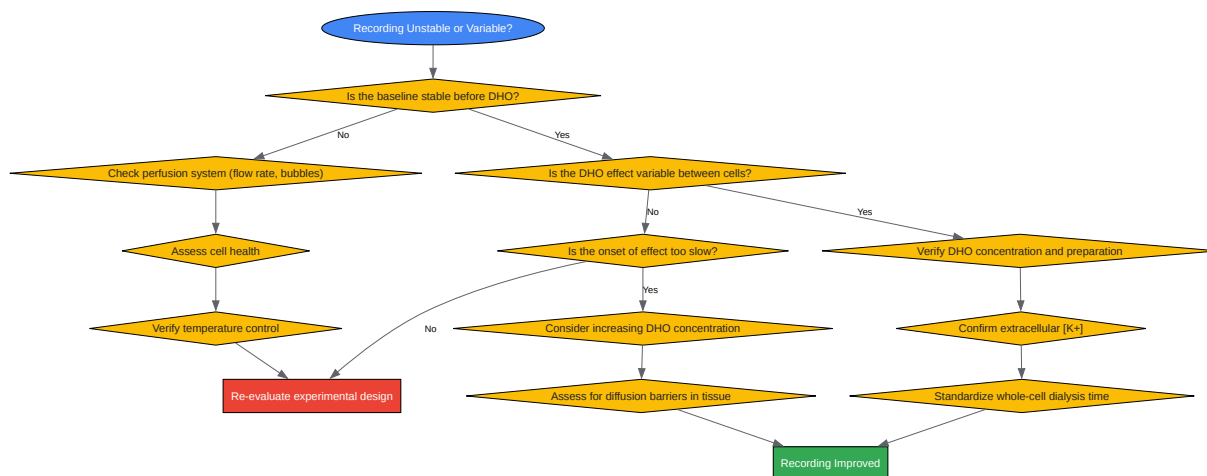 Recording Unstable or Variable?
Is the baseline stable before DHO?
No
Yes
Check perfusion system (flow rate, bubbles)
Is the DHO effect variable between cells?
No
Yes
Assess cell health
Is the onset of effect too slow?
Verify DHO concentration and preparation
Yes
No
Verify temperature control
Consider increasing DHO concentration
Confirm extracellular [K+]
Re-evaluate experimental design
Assess for diffusion barriers in tissue
Standardize whole-cell dialysis time
Recording Improved